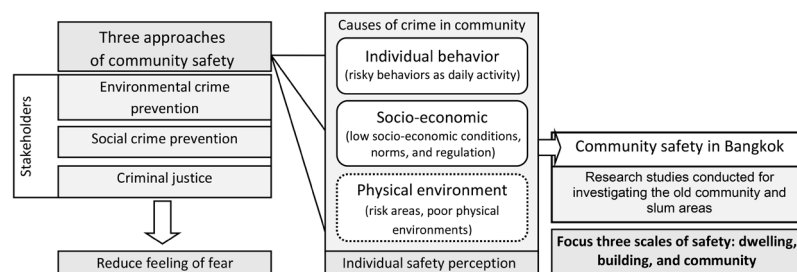 Three approaches
of community safety
Stakeholders
Environmental crime
prevention
Social crime prevention
Criminal justice
Reduce feeling of fear
Causes of crime in community
Individual behavior
(risky behaviors as daily activity)
Socio-economic
(low socio-economic conditions,
norms, and regulation)
Physical environment
(risk areas, poor physical
environments)
Individual safety perception
Community safety in Bangkok
Research studies conducted for
investigating the old community and
slum areas
Focus three scales of safety: dwelling,
building, and community